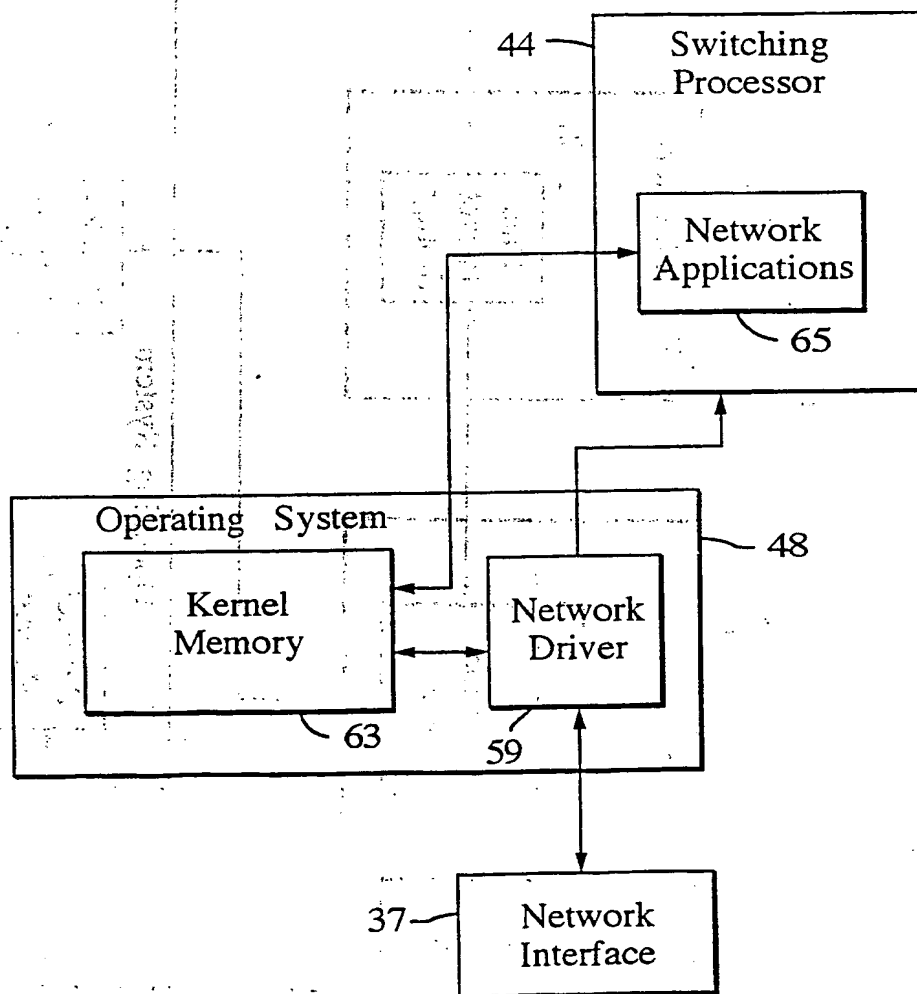 44
Switching
Processor
Network
Applications
65
Operating System
48
Kernel
Memory
63
Network
Driver
59
37
Network
Interface